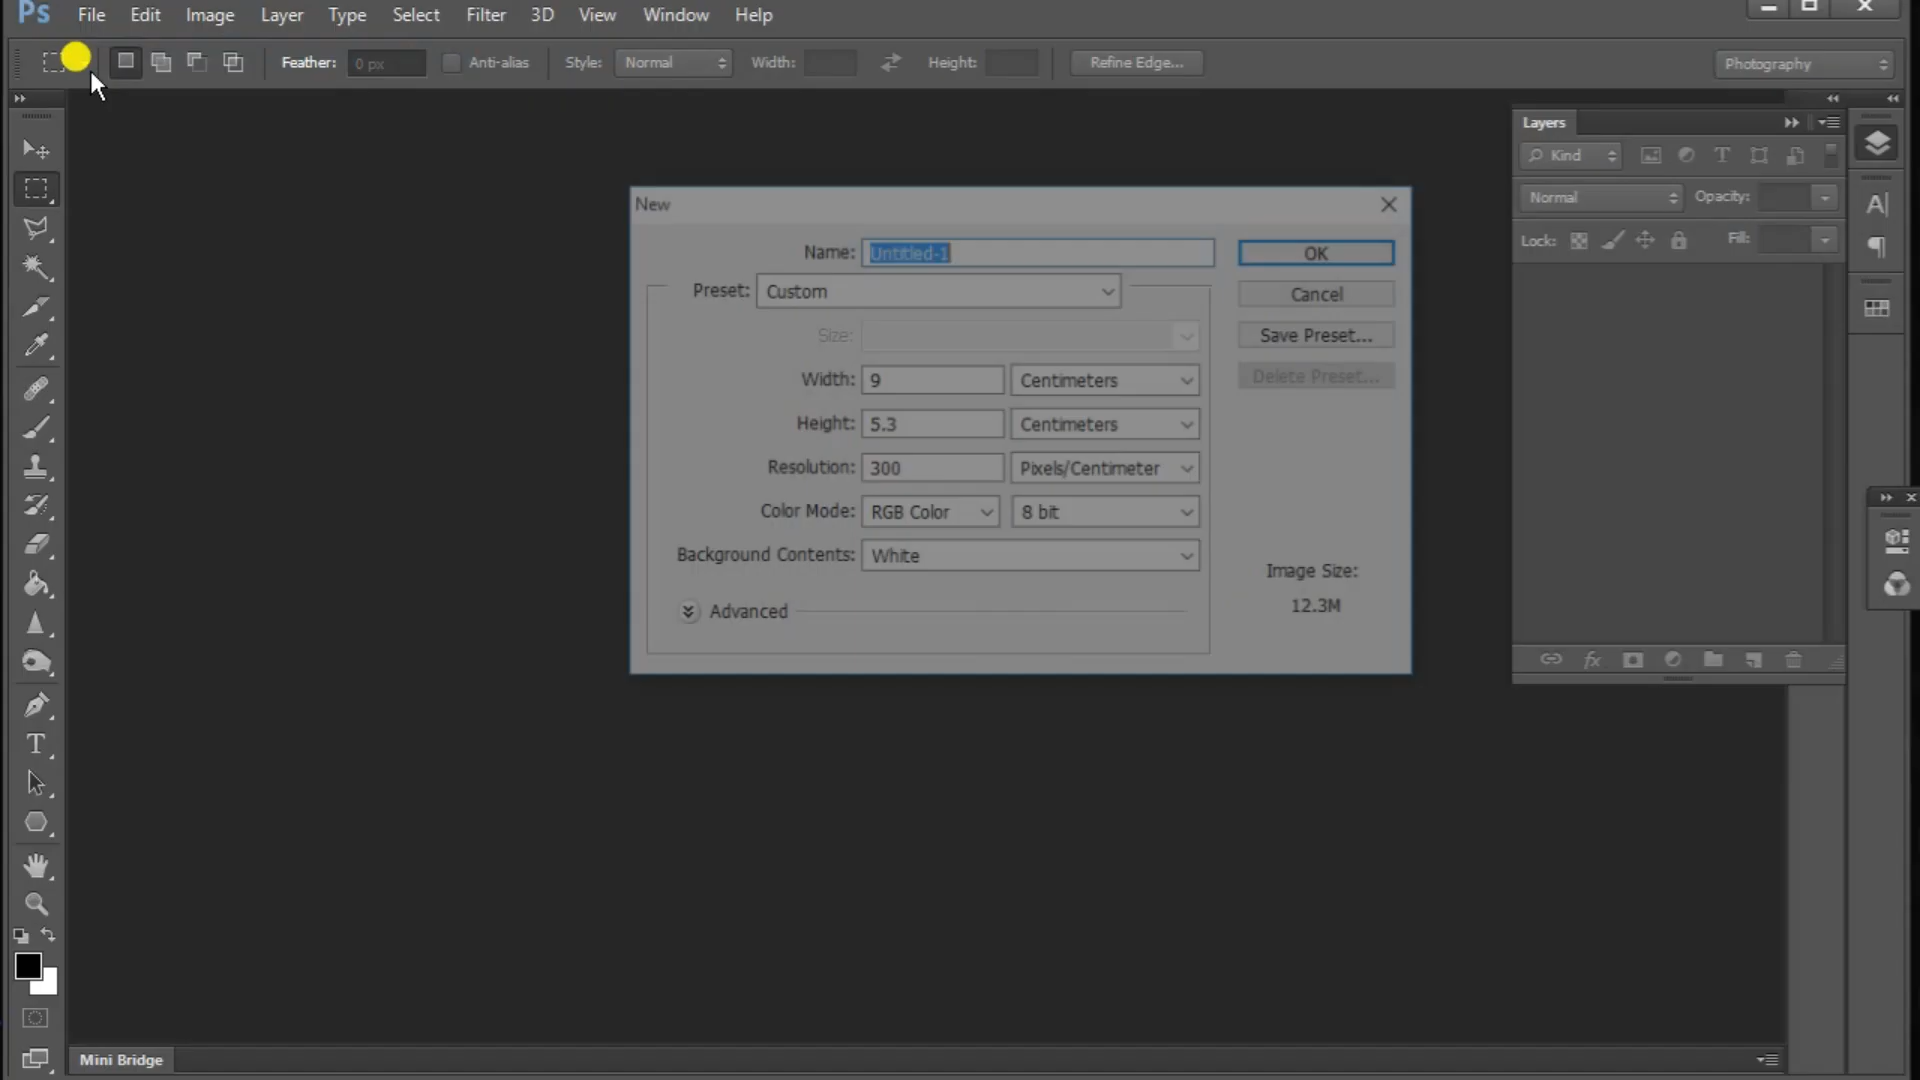 Ps File Edit Image Layer Type Select Filter 3D View Window Help
Feather: 0 px Anti-alias Style: Normal Width: Height: Refine Edge... Photography
Layers
Kind
Normal Opacity:
Lock: Fill:
New
Name: Untitled-1 OK
Preset: Custom Cancel
Size: Save Preset...
Width: 9 Centimeters Delete Preset...
Height: 5.3 Centimeters
Resolution: 300 Pixels/Centimeter
Color Mode: RGB Color 8 bit
Background Contents: White
Image Size:
Advanced 12.3M
Mini Bridge